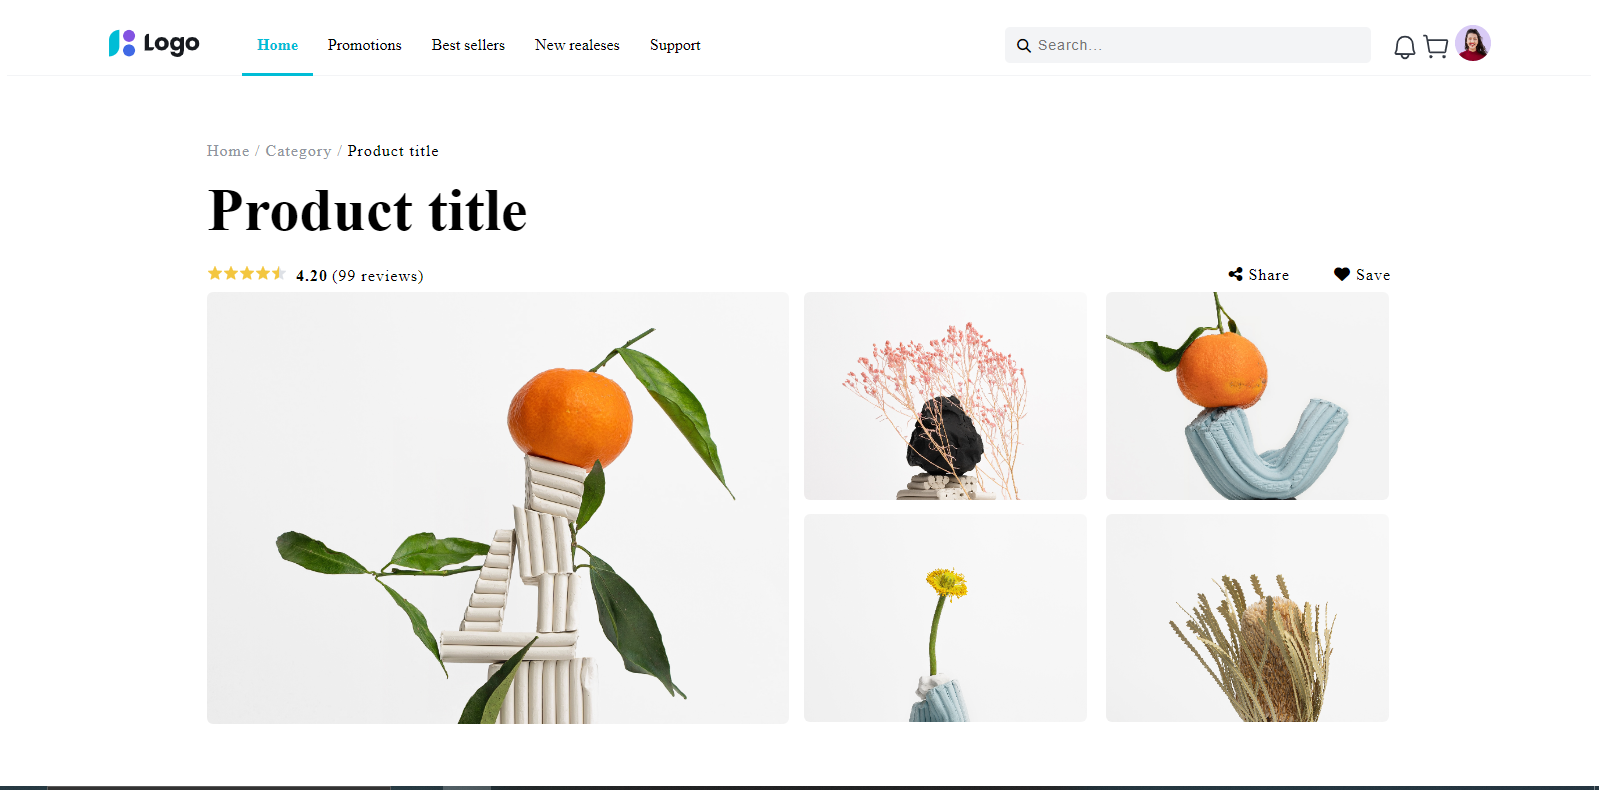 Logo
Home Promotions Best sellers New realeses Support
Search...
Home / Category / Product title
Product title
4.20 (99 reviews)
Share Save